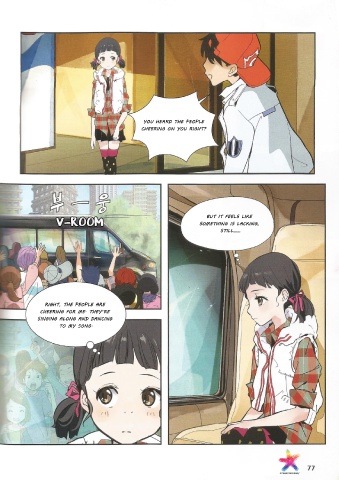 YOU HEARD THE PEOPLE
CHEERING ON YOU RIGHT?
부-웅
V-ROOM
RIGHT, THE PEOPLE ARE
CHEERING FOR ME. THEY'RE
SINGING ALONG AND DANCING
TO MY SONG
BUT IT FEELS LIKE
SOMETHING IS LACKING,
STILL......
77